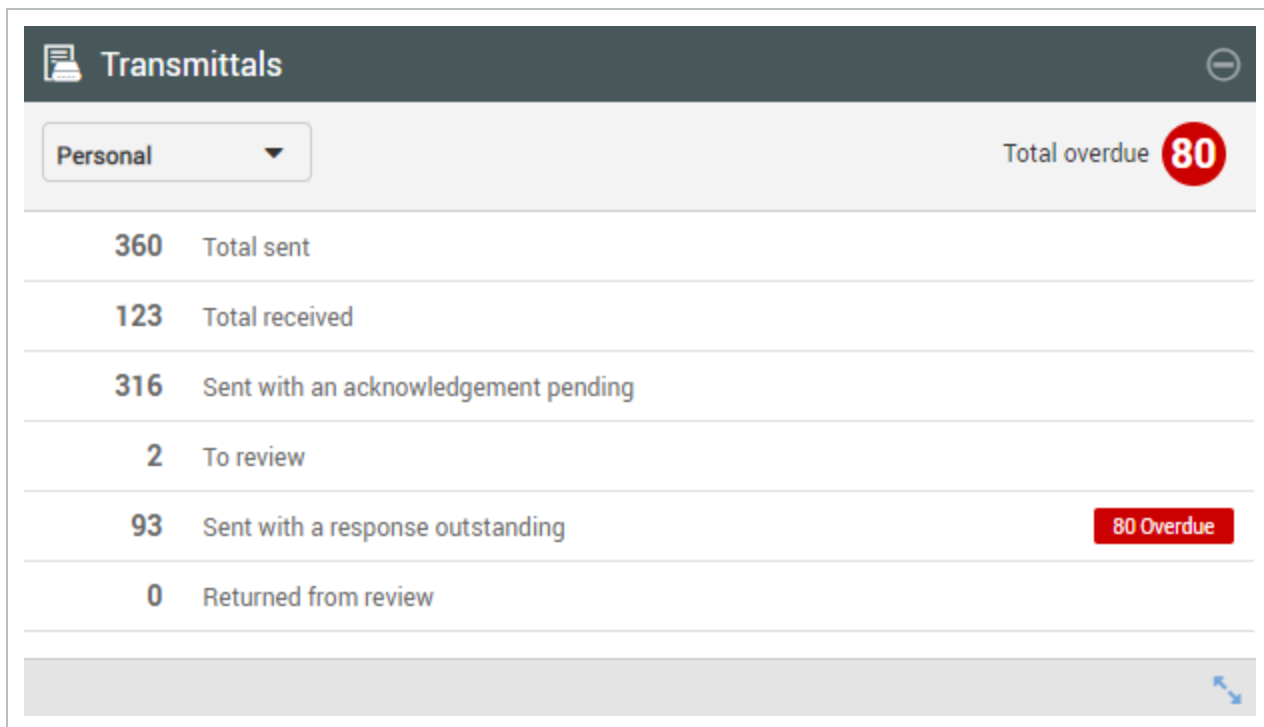 Transmittals
Personal
Total overdue 80
360 Total sent
123 Total received
316 Sent with an acknowledgement pending
2 To review
93 Sent with a response outstanding 80 Overdue
0 Returned from review